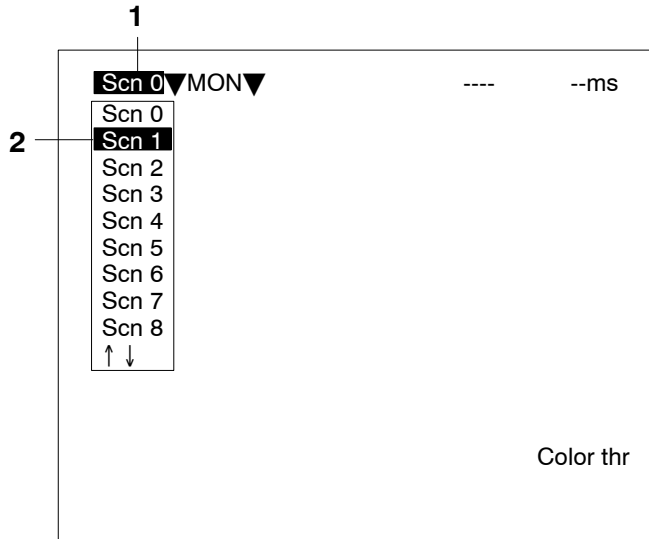 1
Scn 0▼MON▼ ---- --ms
Scn 0
2 Scn 1
Scn 2
Scn 3
Scn 4
Scn 5
Scn 6
Scn 7
Scn 8
↑ ↓
Color thr